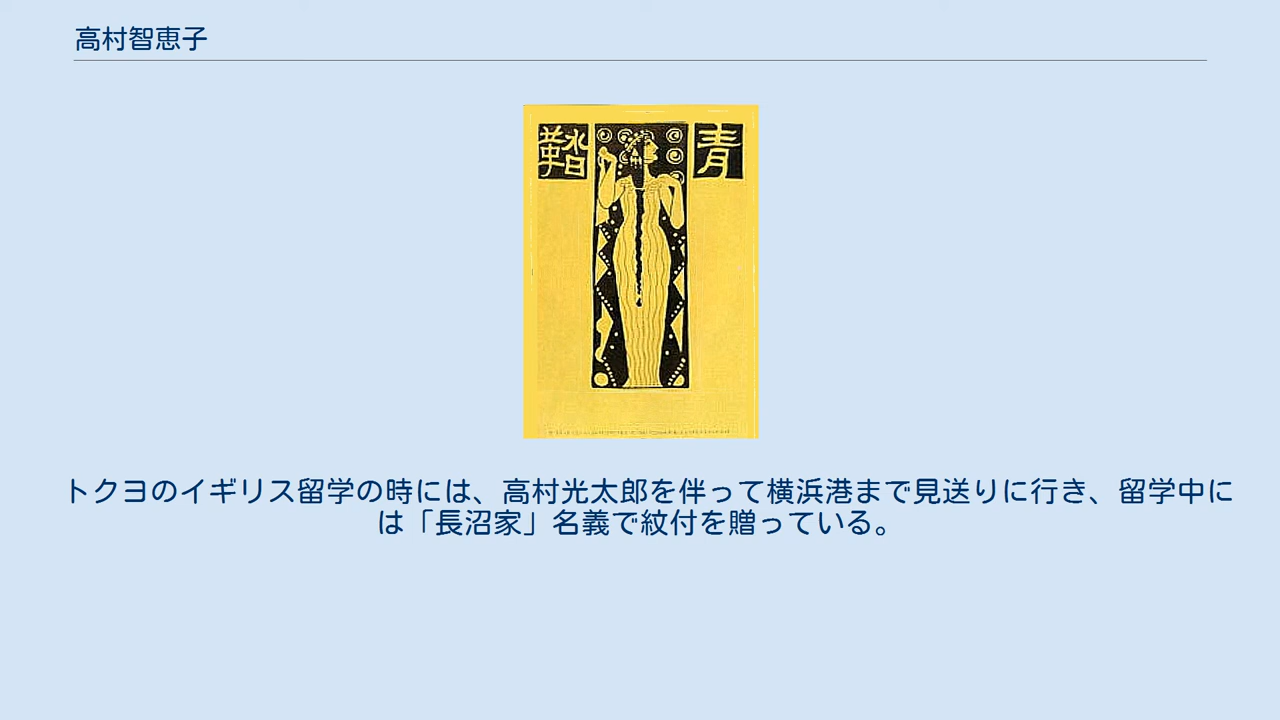 高村智恵子
青鞜
トクヨのイギリス留学の時には、高村光太郎を伴って横浜港まで見送りに行き、留学中に
は「長沼家」名義で紋付を贈っている。